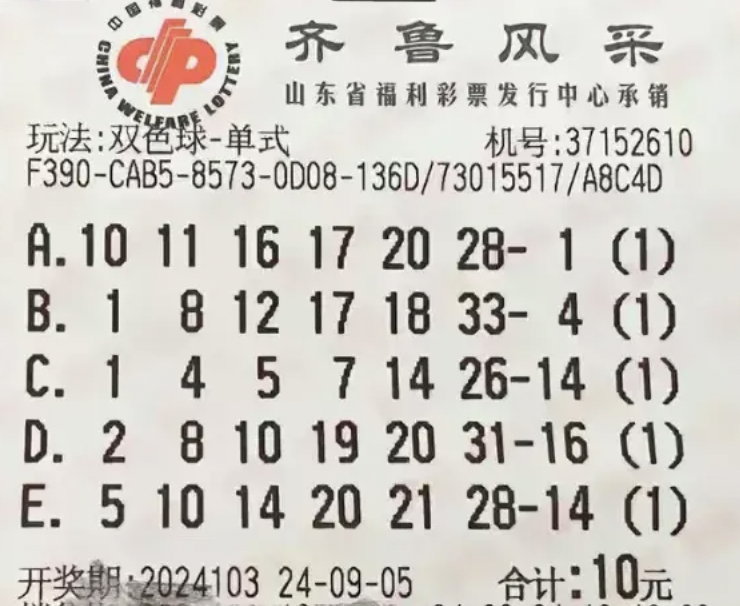 中国福利彩票
CHINA WELFARE LOTTERY
齐鲁风采
山东省福利彩票发行中心承销
玩法:双色球-单式 机号:37152610
F390-CAB5-8573-0D08-136D/73015517/A8C4D
A. 10 11 16 17 20 28- 1 (1)
B. 1 8 12 17 18 33- 4 (1)
C. 1 4 5 7 14 26-14 (1)
D. 2 8 10 19 20 31-16 (1)
E. 5 10 14 20 21 28-14 (1)
开奖期:2024103 24-09-05 合计:10元